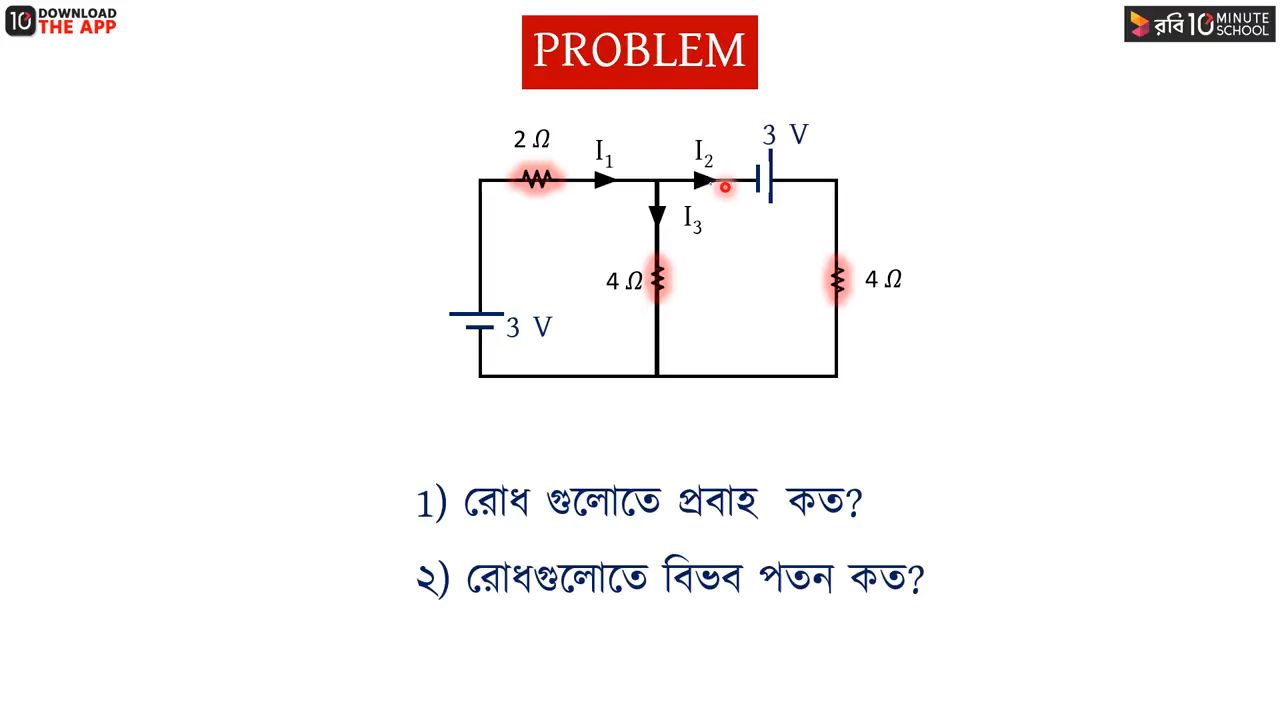 10 DOWNLOAD THE APP
রবি 10 MINUTE SCHOOL
PROBLEM
3 V
2 Ω
I₁
I₂
I₃
4 Ω
4 Ω
3 V
1) রোধ গুলোতে প্রবাহ কত?
২) রোধগুলোতে বিভব পতন কত?